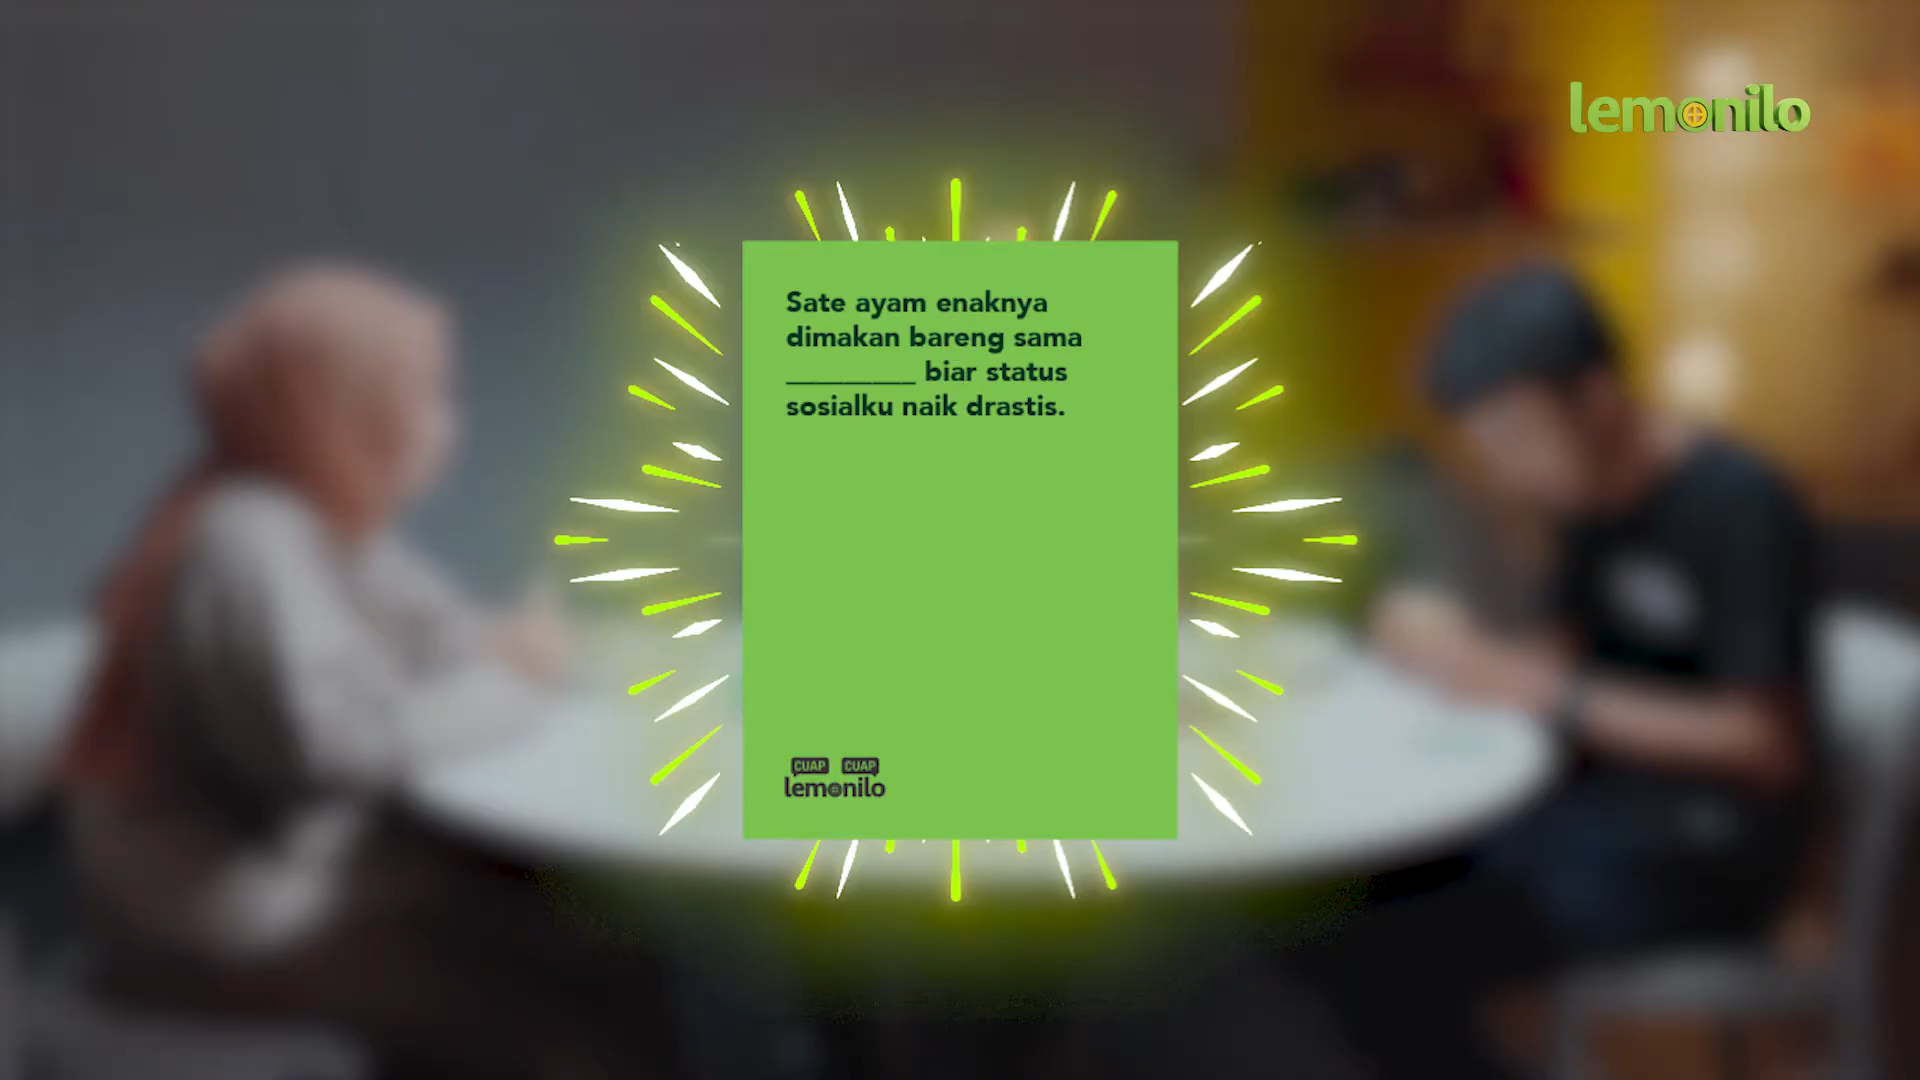 lemonilo
Sate ayam enaknya
dimakan bareng sama
_________ biar status
sosialku naik drastis.
CUAP CUAP
lemonilo